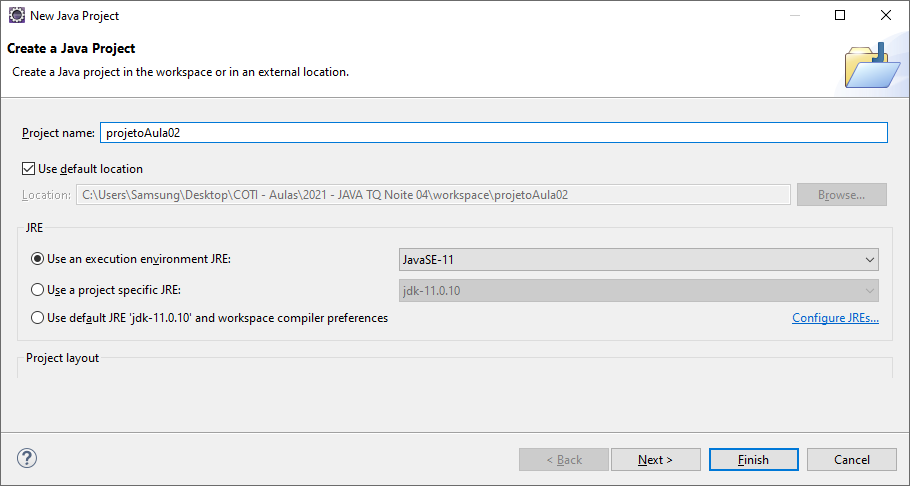 New Java Project
Create a Java Project
Create a Java project in the workspace or in an external location.
Project name: projetoAula02
Use default location
Location: C:\Users\Samsung\Desktop\COTI - Aulas\2021 - JAVA TQ Noite 04\workspace\projetoAula02 Browse...
JRE
Use an execution environment JRE: JavaSE-11
Use a project specific JRE: jdk-11.0.10
Use default JRE 'jdk-11.0.10' and workspace compiler preferences Configure JREs...
Project layout
? < Back Next > Finish Cancel